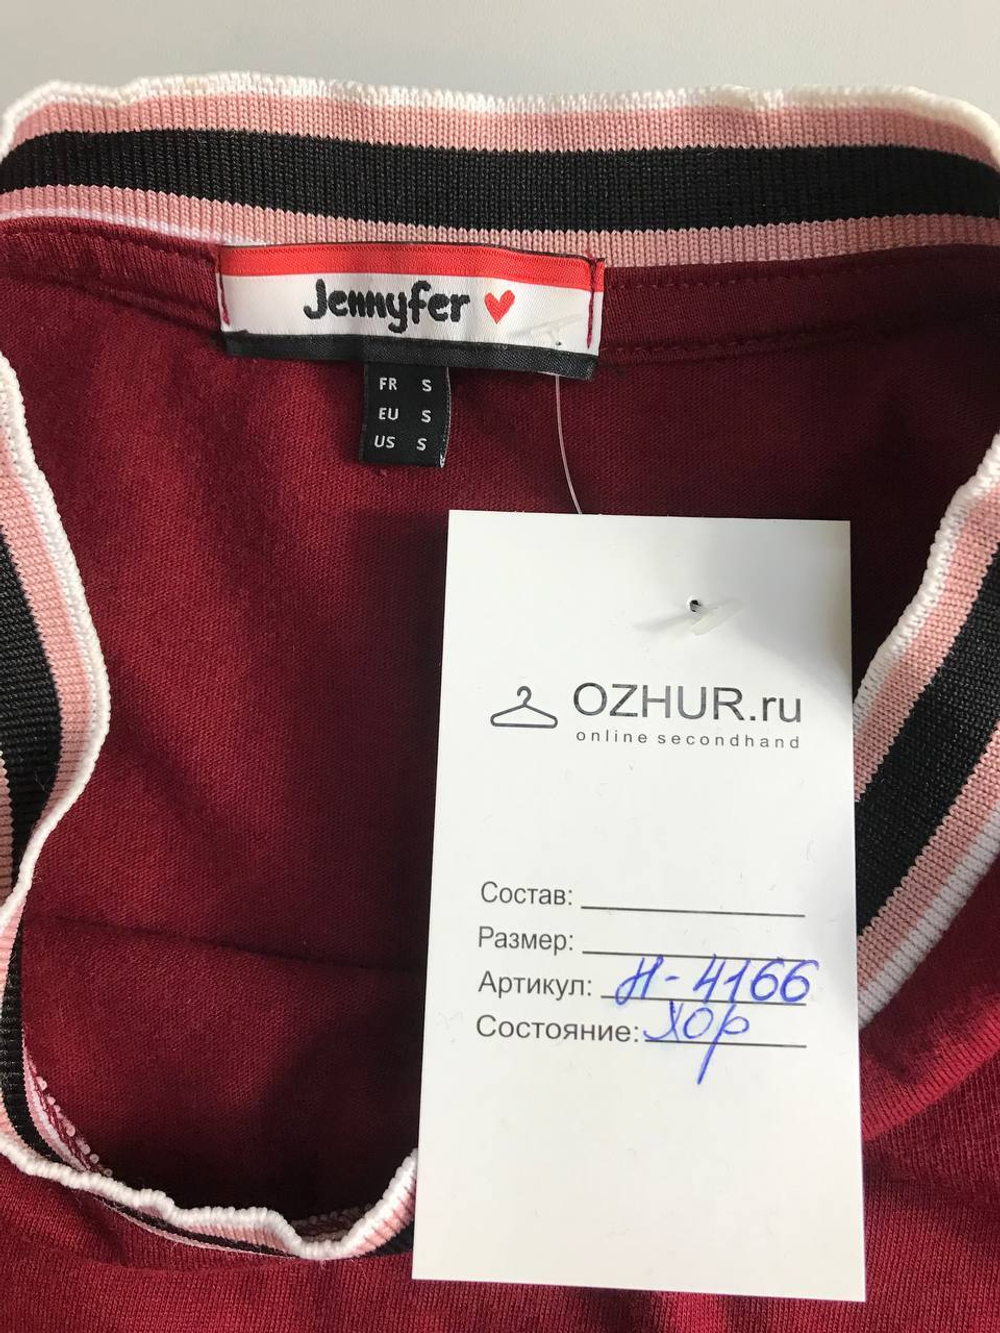 Jennyfer
FR S
EU S
US S
OZHUR.ru
online secondhand
Состав:
Размер:
Артикул: Н-4166
Состояние: хор